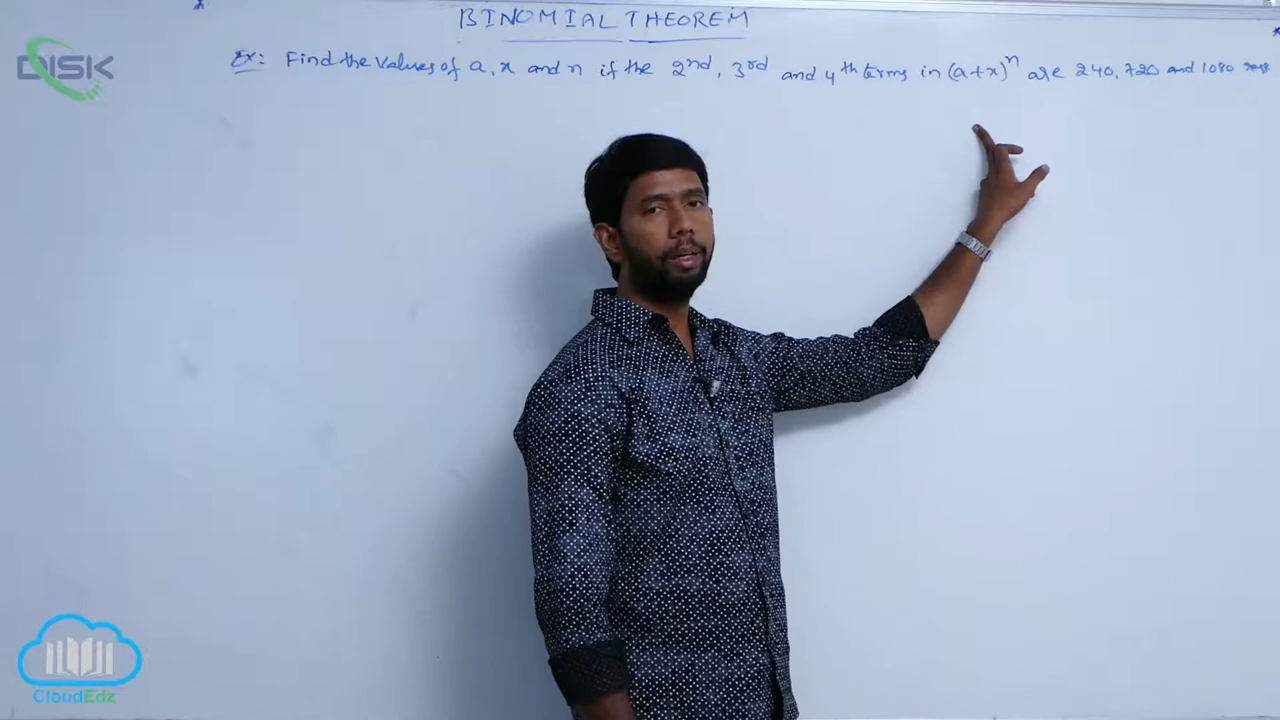 BINOMIAL THEOREM
Ex: Find the values of a, x and n if the 2nd, 3rd and 4th terms in (a+x)^n are 240, 720 and 1080
DISK
CloudEdz